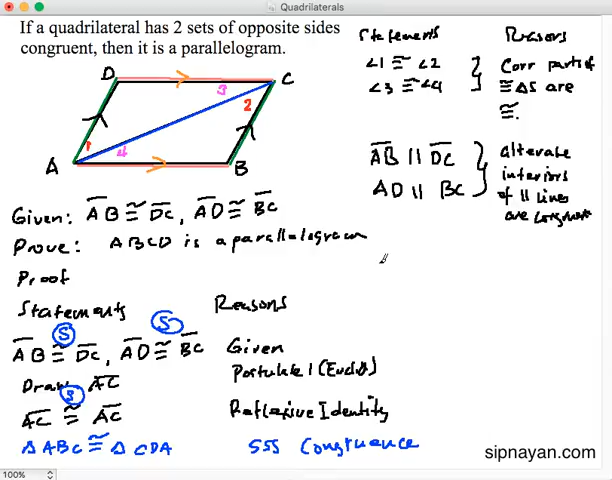 Quadrilaterals
If a quadrilateral has 2 sets of opposite sides
congruent, then it is a parallelogram.
D
C
3
2
1
4
A
B
Given: AB ≅ DC, AD ≅ BC
Prove: ABCD is a parallelogram
Proof
Statements Reasons
S S
AB ≅ DC, AD ≅ BC Given
Draw AC Postulate 1 (Euclid)
S
AC ≅ AC Reflexive Identity
Δ ABC ≅ Δ CDA SSS Congruence
Statements Reasons
∠1 ≅ ∠2 Corr parts of
∠3 ≅ ∠4 ≅ ΔS are
≅.
AB || DC alternate
interiors
AD || BC of || lines
are congruent
sipnayan.com
100%